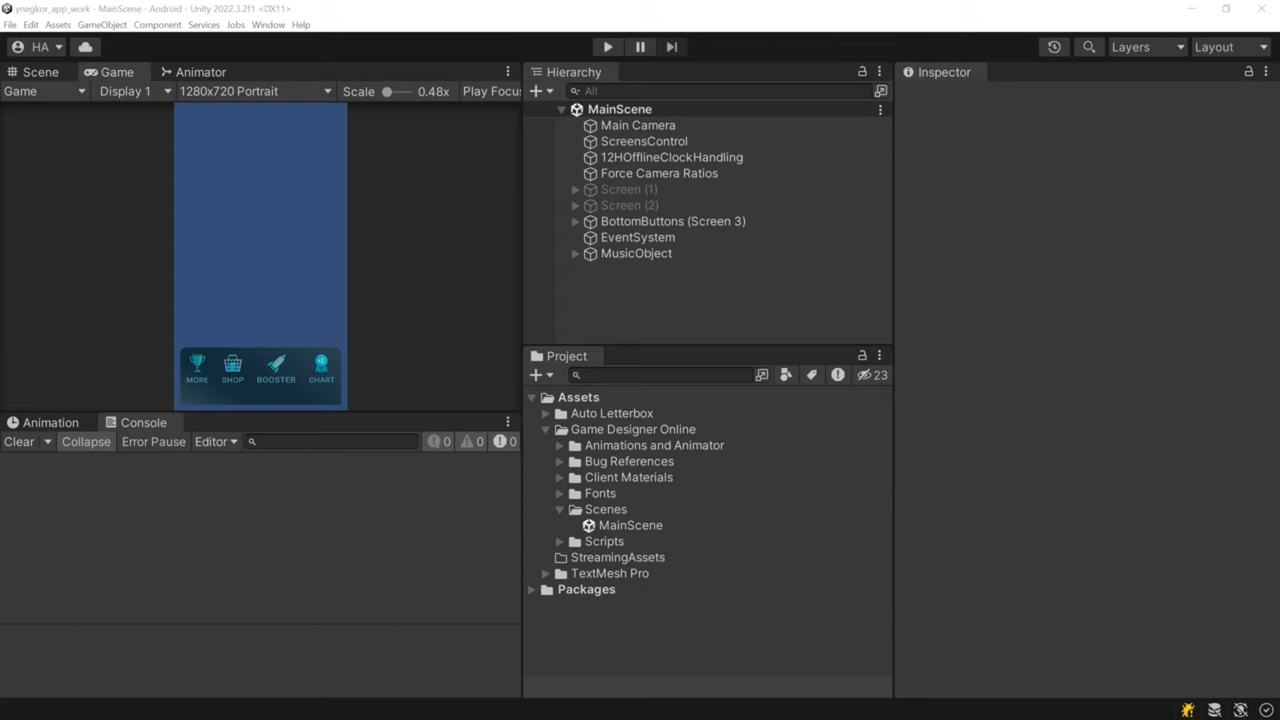 ynegkor_app_work - MainScene - Android - Unity 2022.3.2f1 <DX11>
File Edit Assets GameObject Component Services Jobs Window Help
HA Layers Layout
Scene Game Animator
Game Display 1 1280x720 Portrait Scale 0.48x Play Focus
MORE SHOP BOOSTER CHART
Animation Console
Clear Collapse Error Pause Editor 0 0 0
Hierarchy
All
MainScene
Main Camera
ScreensControl
12HOfflineClockHandling
Force Camera Ratios
Screen (1)
Screen (2)
BottomButtons (Screen 3)
EventSystem
MusicObject
Project
23
Assets
Auto Letterbox
Game Designer Online
Animations and Animator
Bug References
Client Materials
Fonts
Scenes
MainScene
Scripts
StreamingAssets
TextMesh Pro
Packages
Inspector